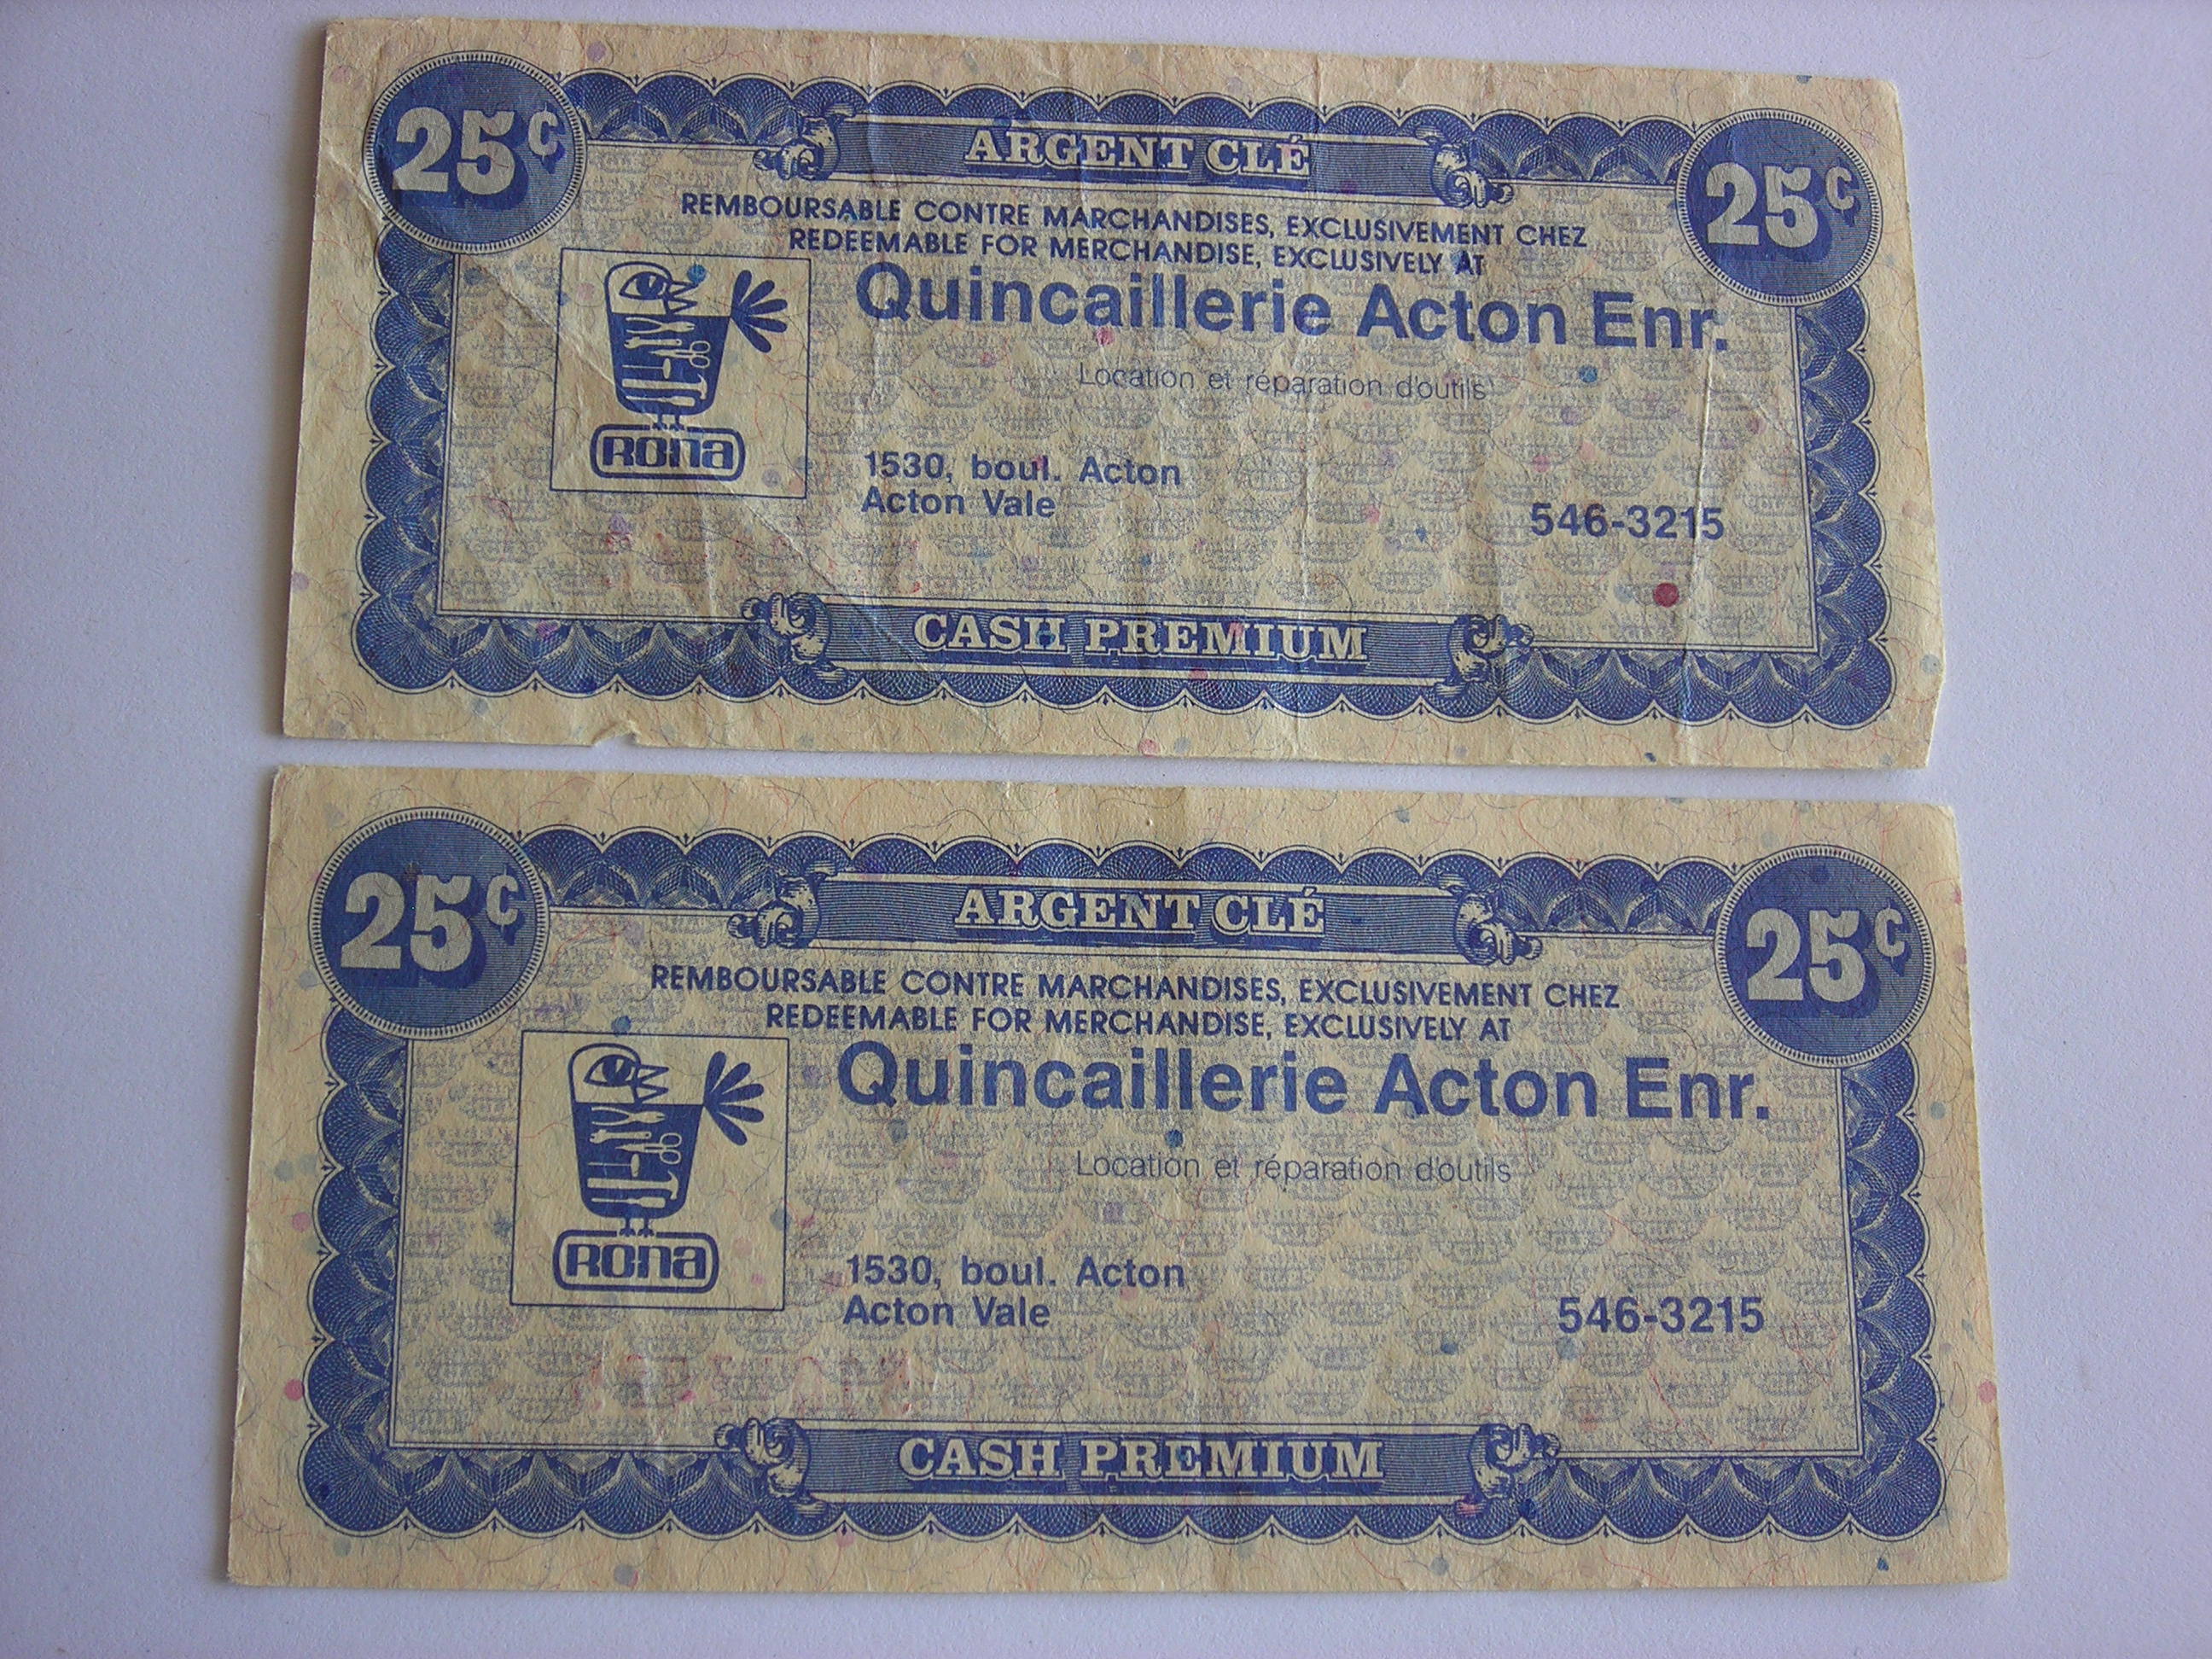 25¢
ARGENT CLÉ
25¢
REMBOURSABLE CONTRE MARCHANDISES, EXCLUSIVEMENT CHEZ
REDEEMABLE FOR MERCHANDISE, EXCLUSIVELY AT
Quincaillerie Acton Enr.
Location et réparation d'outils
RONA
1530, boul. Acton
Acton Vale
546-3215
CASH PREMIUM
25¢
ARGENT CLÉ
25¢
REMBOURSABLE CONTRE MARCHANDISES, EXCLUSIVEMENT CHEZ
REDEEMABLE FOR MERCHANDISE, EXCLUSIVELY AT
Quincaillerie Acton Enr.
Location et réparation d'outils
RONA
1530, boul. Acton
Acton Vale
546-3215
CASH PREMIUM